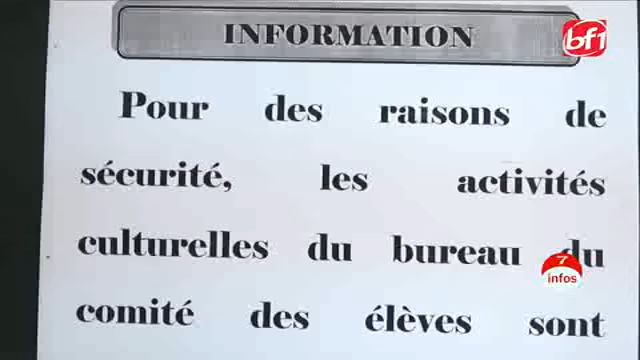 INFORMATION
bf1
Pour des raisons de
sécurité, les activités
culturelles du bureau du
7
infos
comité des élèves sont